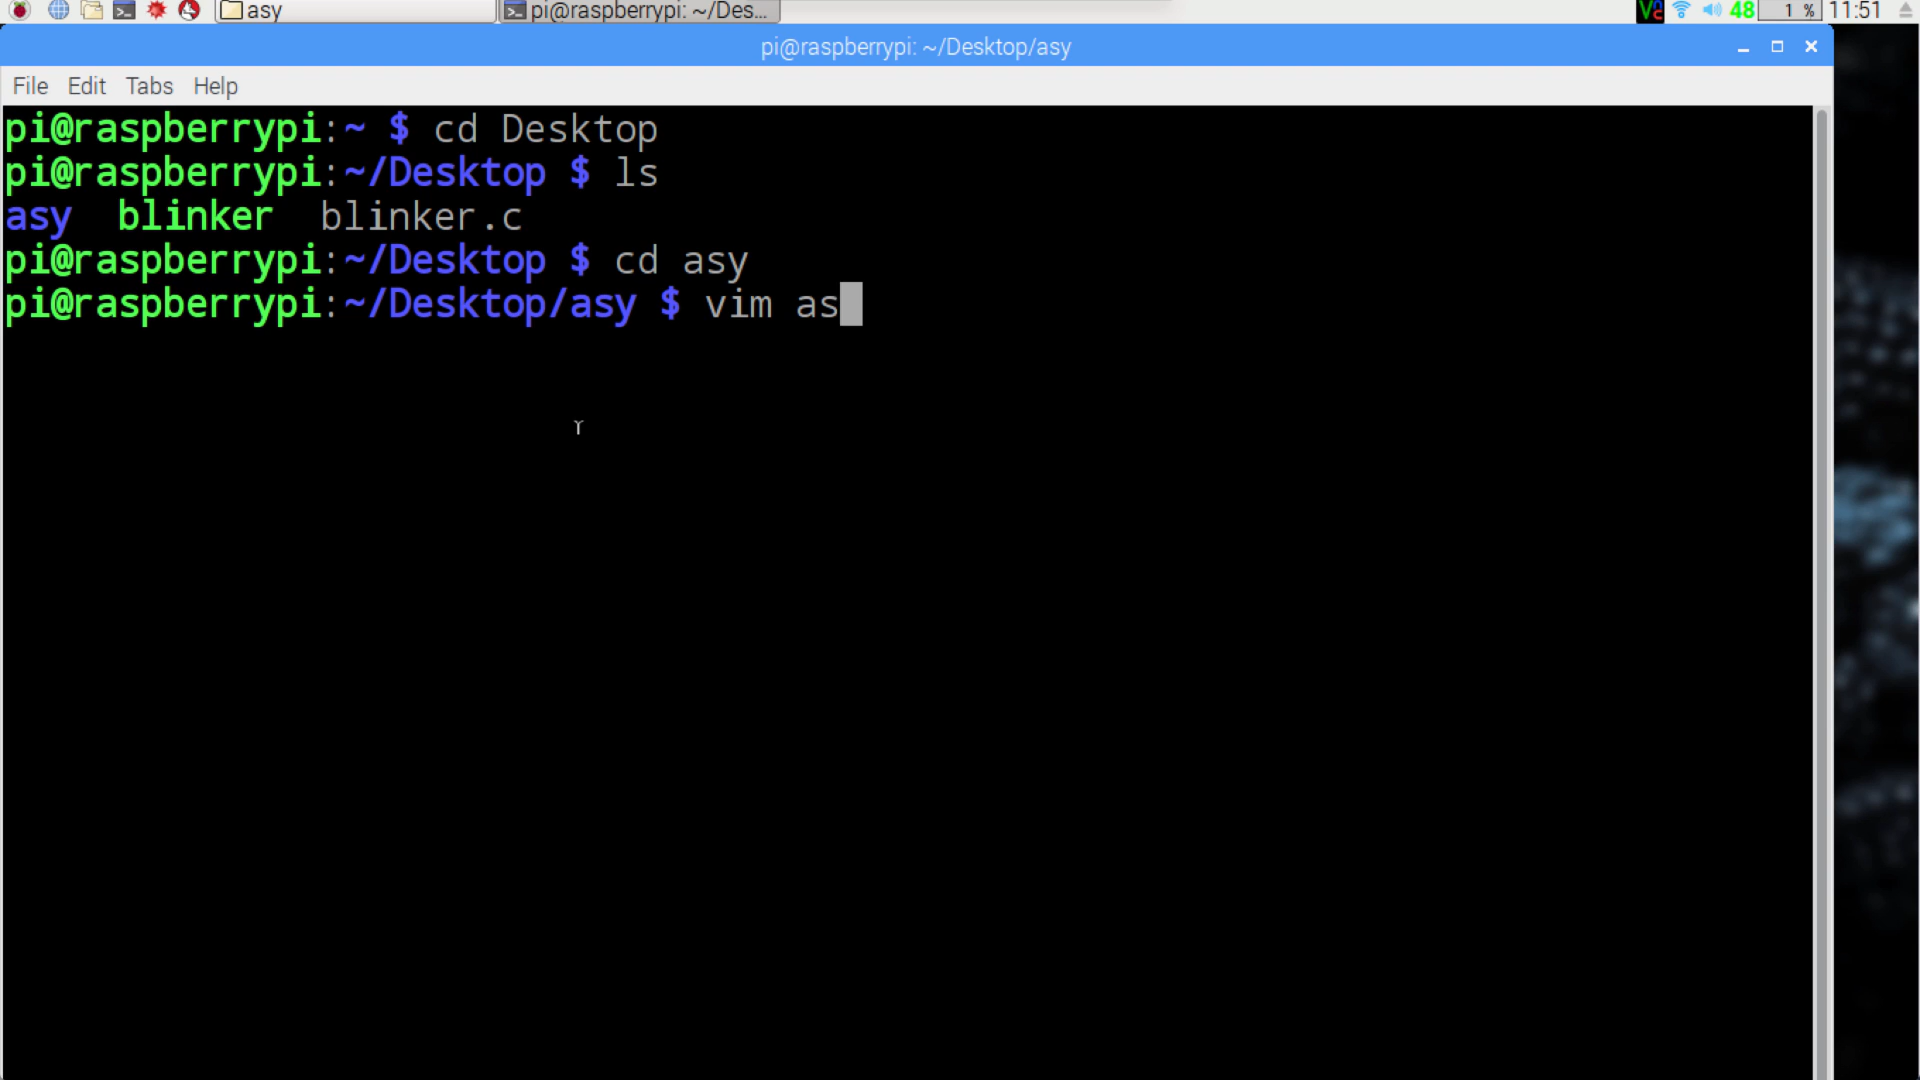 asy
pi@raspberrypi: ~/Des...
48
1 %
11:51
pi@raspberrypi: ~/Desktop/asy
File Edit Tabs Help
pi@raspberrypi:~ $ cd Desktop
pi@raspberrypi:~/Desktop $ ls
asy blinker blinker.c
pi@raspberrypi:~/Desktop $ cd asy
pi@raspberrypi:~/Desktop/asy $ vim as